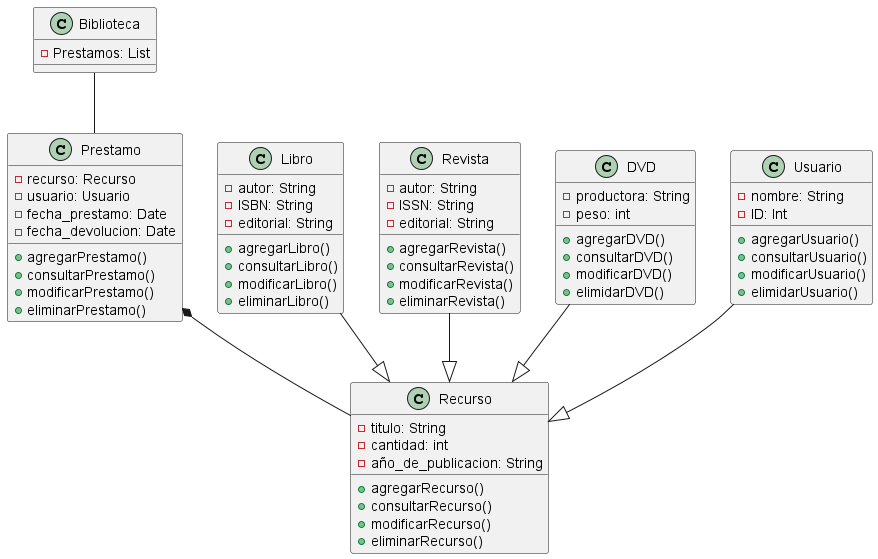 C Biblioteca
Prestamos: List
C Prestamo
recurso: Recurso
usuario: Usuario
fecha_prestamo: Date
fecha_devolucion: Date
agregarPrestamo()
consultarPrestamo()
modificarPrestamo()
eliminarPrestamo()
C Libro
autor: String
ISBN: String
editorial: String
agregarLibro()
consultarLibro()
modificarLibro()
eliminarLibro()
C Revista
autor: String
ISSN: String
editorial: String
agregarRevista()
consultarRevista()
modificarRevista()
eliminarRevista()
C DVD
productora: String
peso: int
agregarDVD()
consultarDVD()
modificarDVD()
elimidarDVD()
C Usuario
nombre: String
ID: Int
agregarUsuario()
consultarUsuario()
modificarUsuario()
elimidarUsuario()
C Recurso
titulo: String
cantidad: int
año_de_publicacion: String
agregarRecurso()
consultarRecurso()
modificarRecurso()
eliminarRecurso()